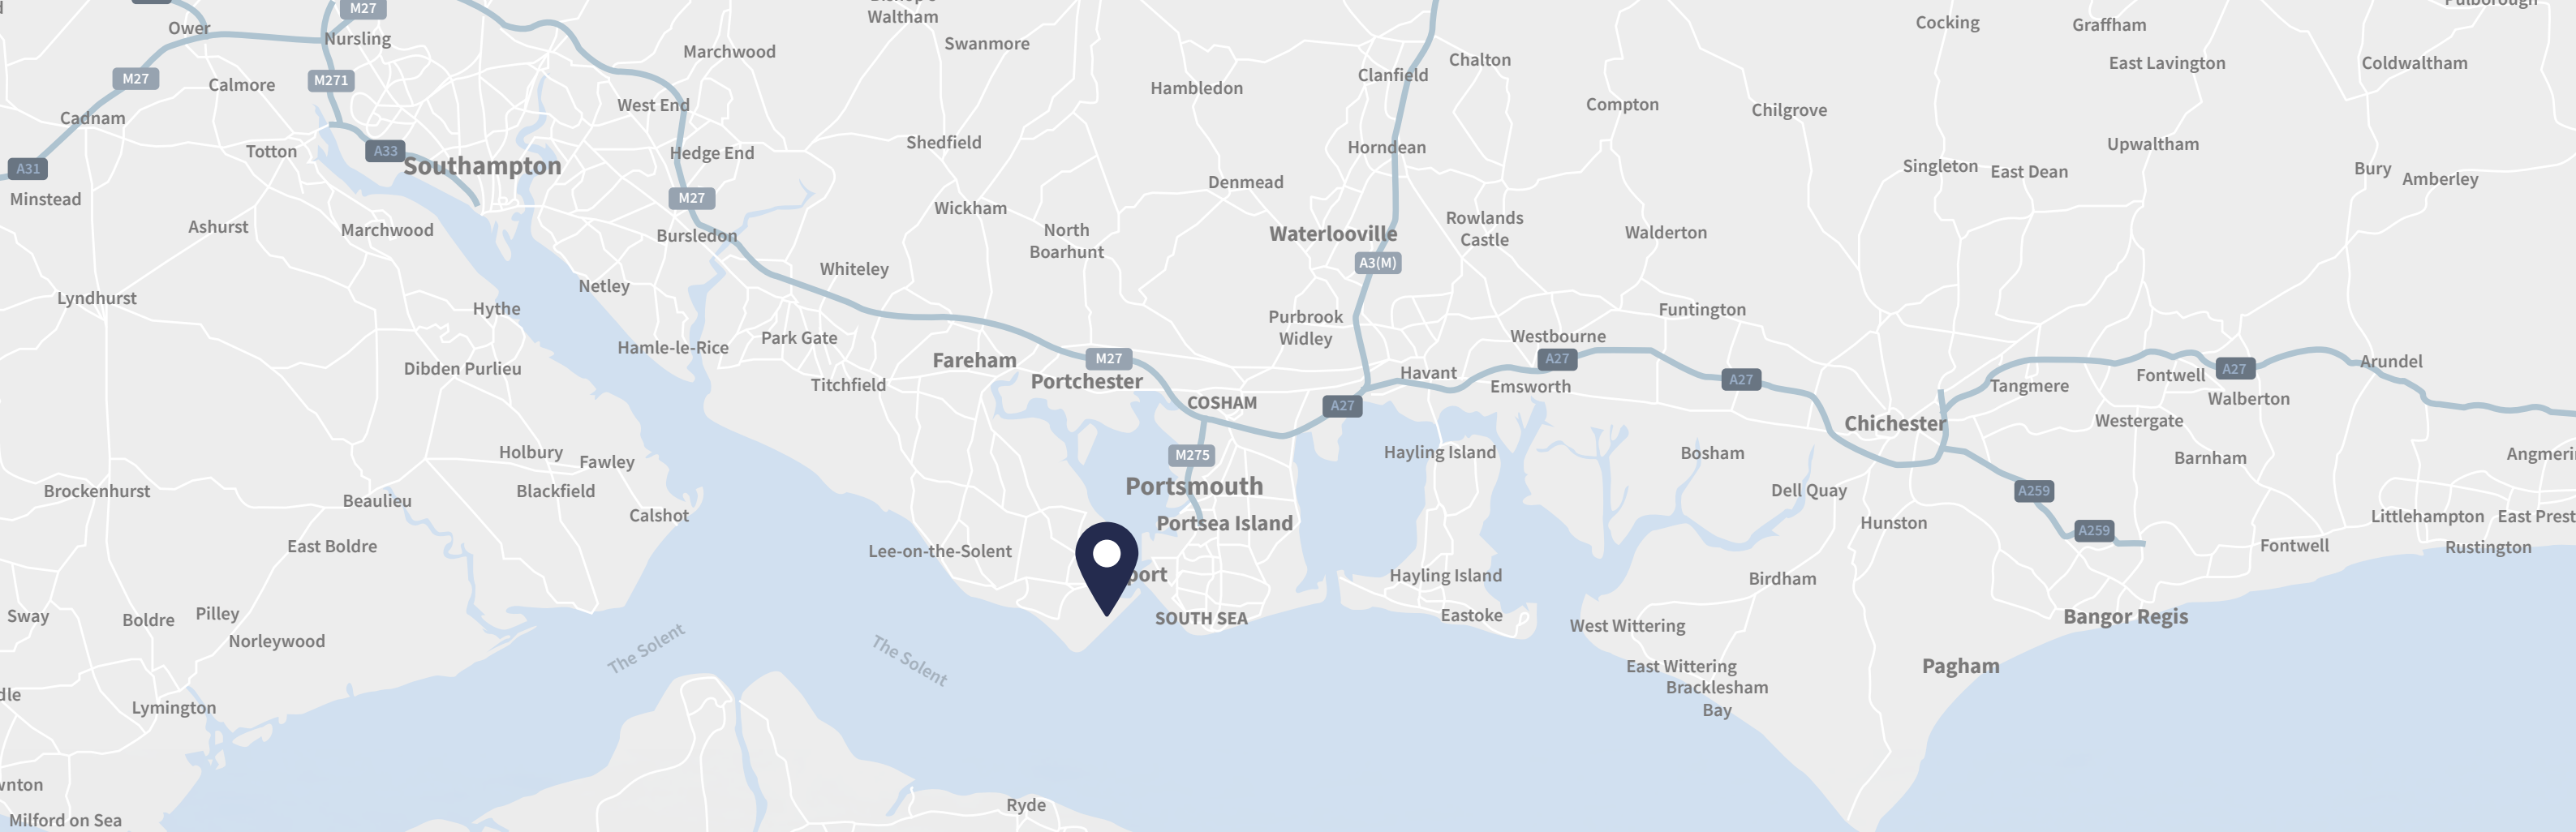 Waltham
M27
Ower
Nursling
Marchwood
Swanmore
Cocking
Graffham
M27
M271
Calmore
West End
Hambledon
Clanfield
Chalton
Compton
Chilgrove
East Lavington
Coldwaltham
Cadnam
A31
Minstead
Totton
A33
Southampton
Hedge End
M27
Shedfield
Horndean
Upwaltham
Singleton
East Dean
Bury
Amberley
Denmead
Wickham
Ashurst
Marchwood
Bursledon
North
Boarhunt
Waterlooville
A3(M)
Rowlands
Castle
Walderton
Whiteley
Netley
Lyndhurst
Hythe
Park Gate
Hamle-le-Rice
Purbrook
Widley
Funtington
Westbourne
A27
Fareham
M27
Portchester
Dibden Purlieu
Titchfield
COSHAM
A27
Havant
Emsworth
A27
Chichester
Tangmere
Fontwell
A27
Arundel
Walberton
Westergate
Barnham
Holbury
Fawley
Blackfield
Calshot
Brockenhurst
Beaulieu
East Boldre
M275
Portsmouth
Portsea Island
Hayling Island
Bosham
Dell Quay
Hunston
A259
A259
Littlehampton
East Prest
Angmeri
Rustington
Fontwell
Lee-on-the-Solent
port
SOUTH SEA
Hayling Island
Eastoke
Birdham
West Wittering
East Wittering
Bracklesham
Bay
Bangor Regis
Pagham
Sway
Boldre
Pilley
Norleywood
The Solent
The Solent
Lymington
Ryde
Milford on Sea